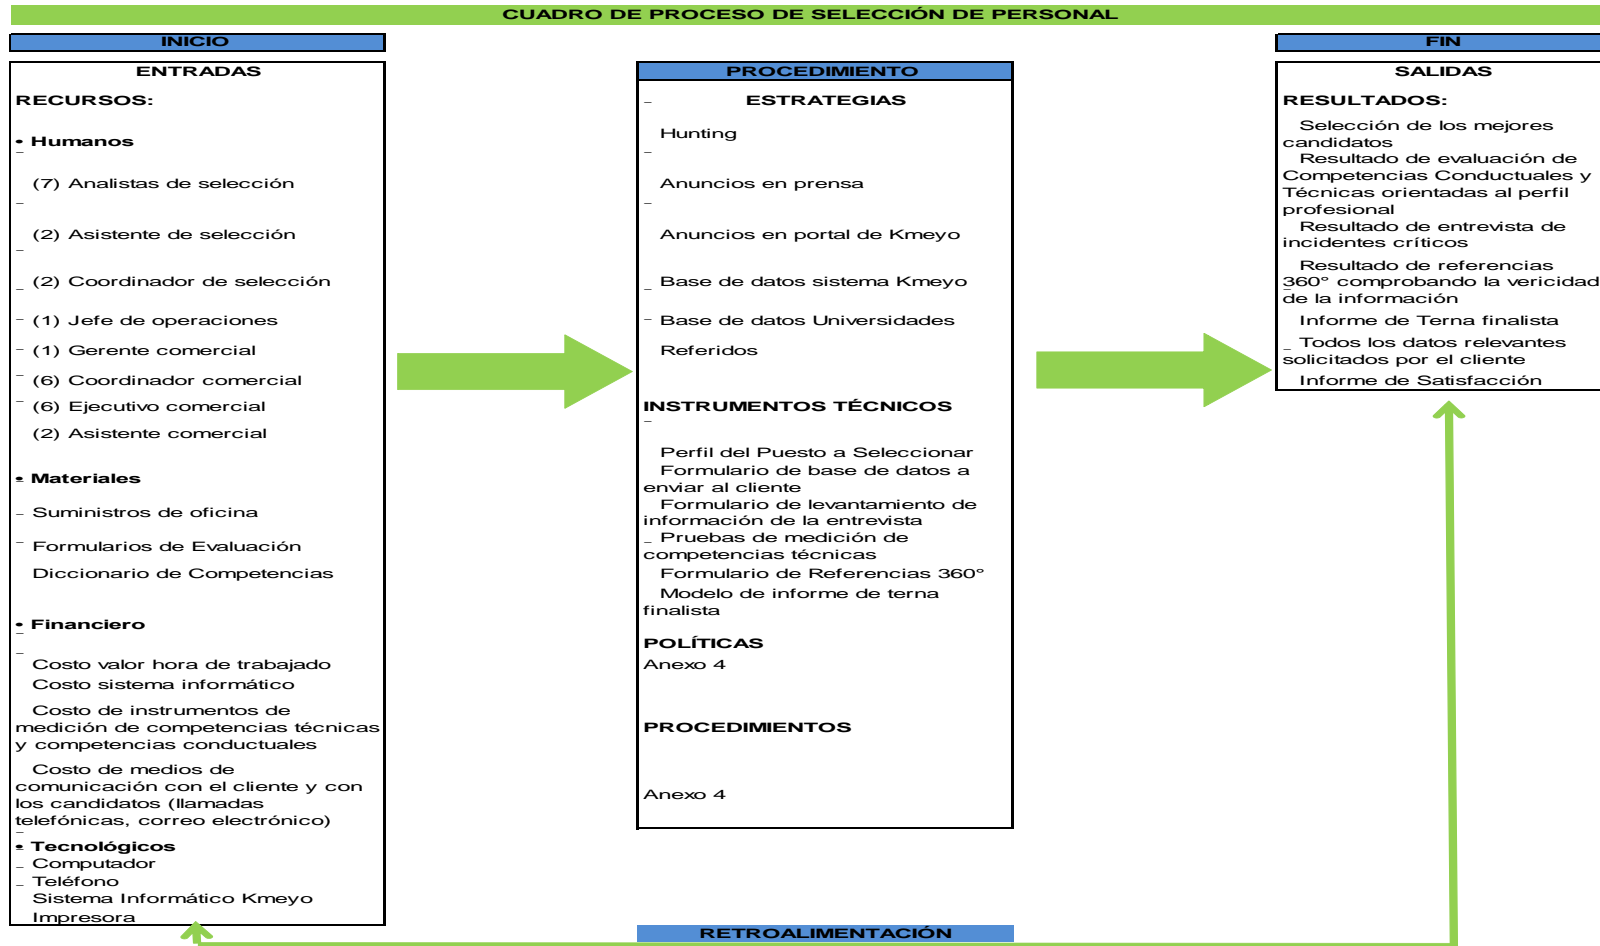 CUADRO DE PROCESO DE SELECCIÓN DE PERSONAL
INICIO
ENTRADAS
RECURSOS:
• Humanos
(7) Analistas de selección
(2) Asistente de selección
(2) Coordinador de selección
(1) Jefe de operaciones
(1) Gerente comercial
(6) Coordinador comercial
(6) Ejecutivo comercial
(2) Asistente comercial
• Materiales
Suministros de oficina
Formularios de Evaluación
Diccionario de Competencias
• Financiero
Costo valor hora de trabajado
Costo sistema informático
Costo de instrumentos de
medición de competencias técnicas
y competencias conductuales
Costo de medios de
comunicación con el cliente y con
los candidatos (llamadas
telefónicas, correo electrónico)
• Tecnológicos
Computador
Teléfono
Sistema Informático Kmeyo
Impresora
PROCEDIMIENTO
ESTRATEGIAS
Hunting
Anuncios en prensa
Anuncios en portal de Kmeyo
Base de datos sistema Kmeyo
Base de datos Universidades
Referidos
INSTRUMENTOS TÉCNICOS
Perfil del Puesto a Seleccionar
Formulario de base de datos a
enviar al cliente
Formulario de levantamiento de
información de la entrevista
Pruebas de medición de
competencias técnicas
Formulario de Referencias 360°
Modelo de informe de terna
finalista
POLÍTICAS
Anexo 4
PROCEDIMIENTOS
Anexo 4
FIN
SALIDAS
RESULTADOS:
Selección de los mejores
candidatos
Resultado de evaluación de
Competencias Conductuales y
Técnicas orientadas al perfil
profesional
Resultado de entrevista de
incidentes críticos
Resultado de referencias
360° comprobando la vericidad
de la información
Informe de Terna finalista
Todos los datos relevantes
solicitados por el cliente
Informe de Satisfacción
RETROALIMENTACIÓN